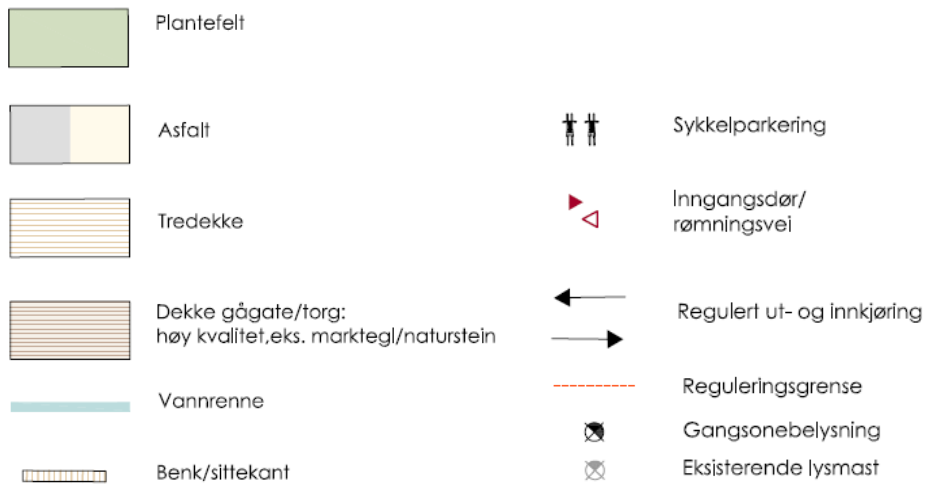 Plantefelt
Asfalt
Tredekke
Dekke gågate/torg:
høy kvalitet,eks. marktegl/naturstein
Vannrenne
Benk/sittekant
Sykkelparkering
Inngangsdør/
rømningsvei
Regulert ut- og innkjøring
Reguleringsgrense
Gangsonebelysning
Eksisterende lysmast